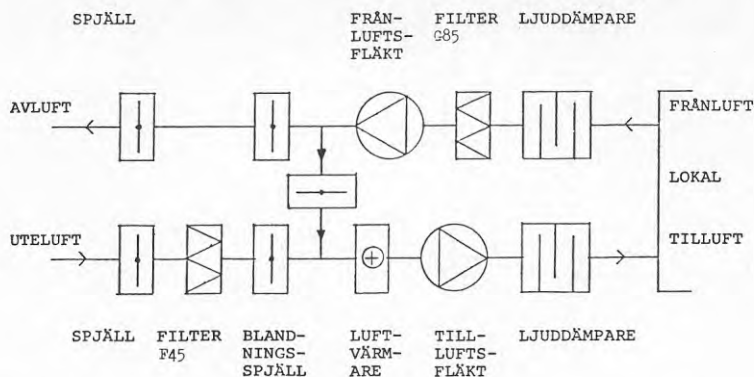 SPJÄLL
FRÅN-
LUFTS-
FLÄKT
FILTER
G85
LJUDDÄMPARE
AVLUFT
FRÅNLUFT
LOKAL
UTELUFT
TILLUFT
SPJÄLL
FILTER
F45
BLAND-
NINGS-
SPJÄLL
LUFT-
VÄRM-
ARE
TILL-
LUFTS-
FLÄKT
LJUDDÄMPARE